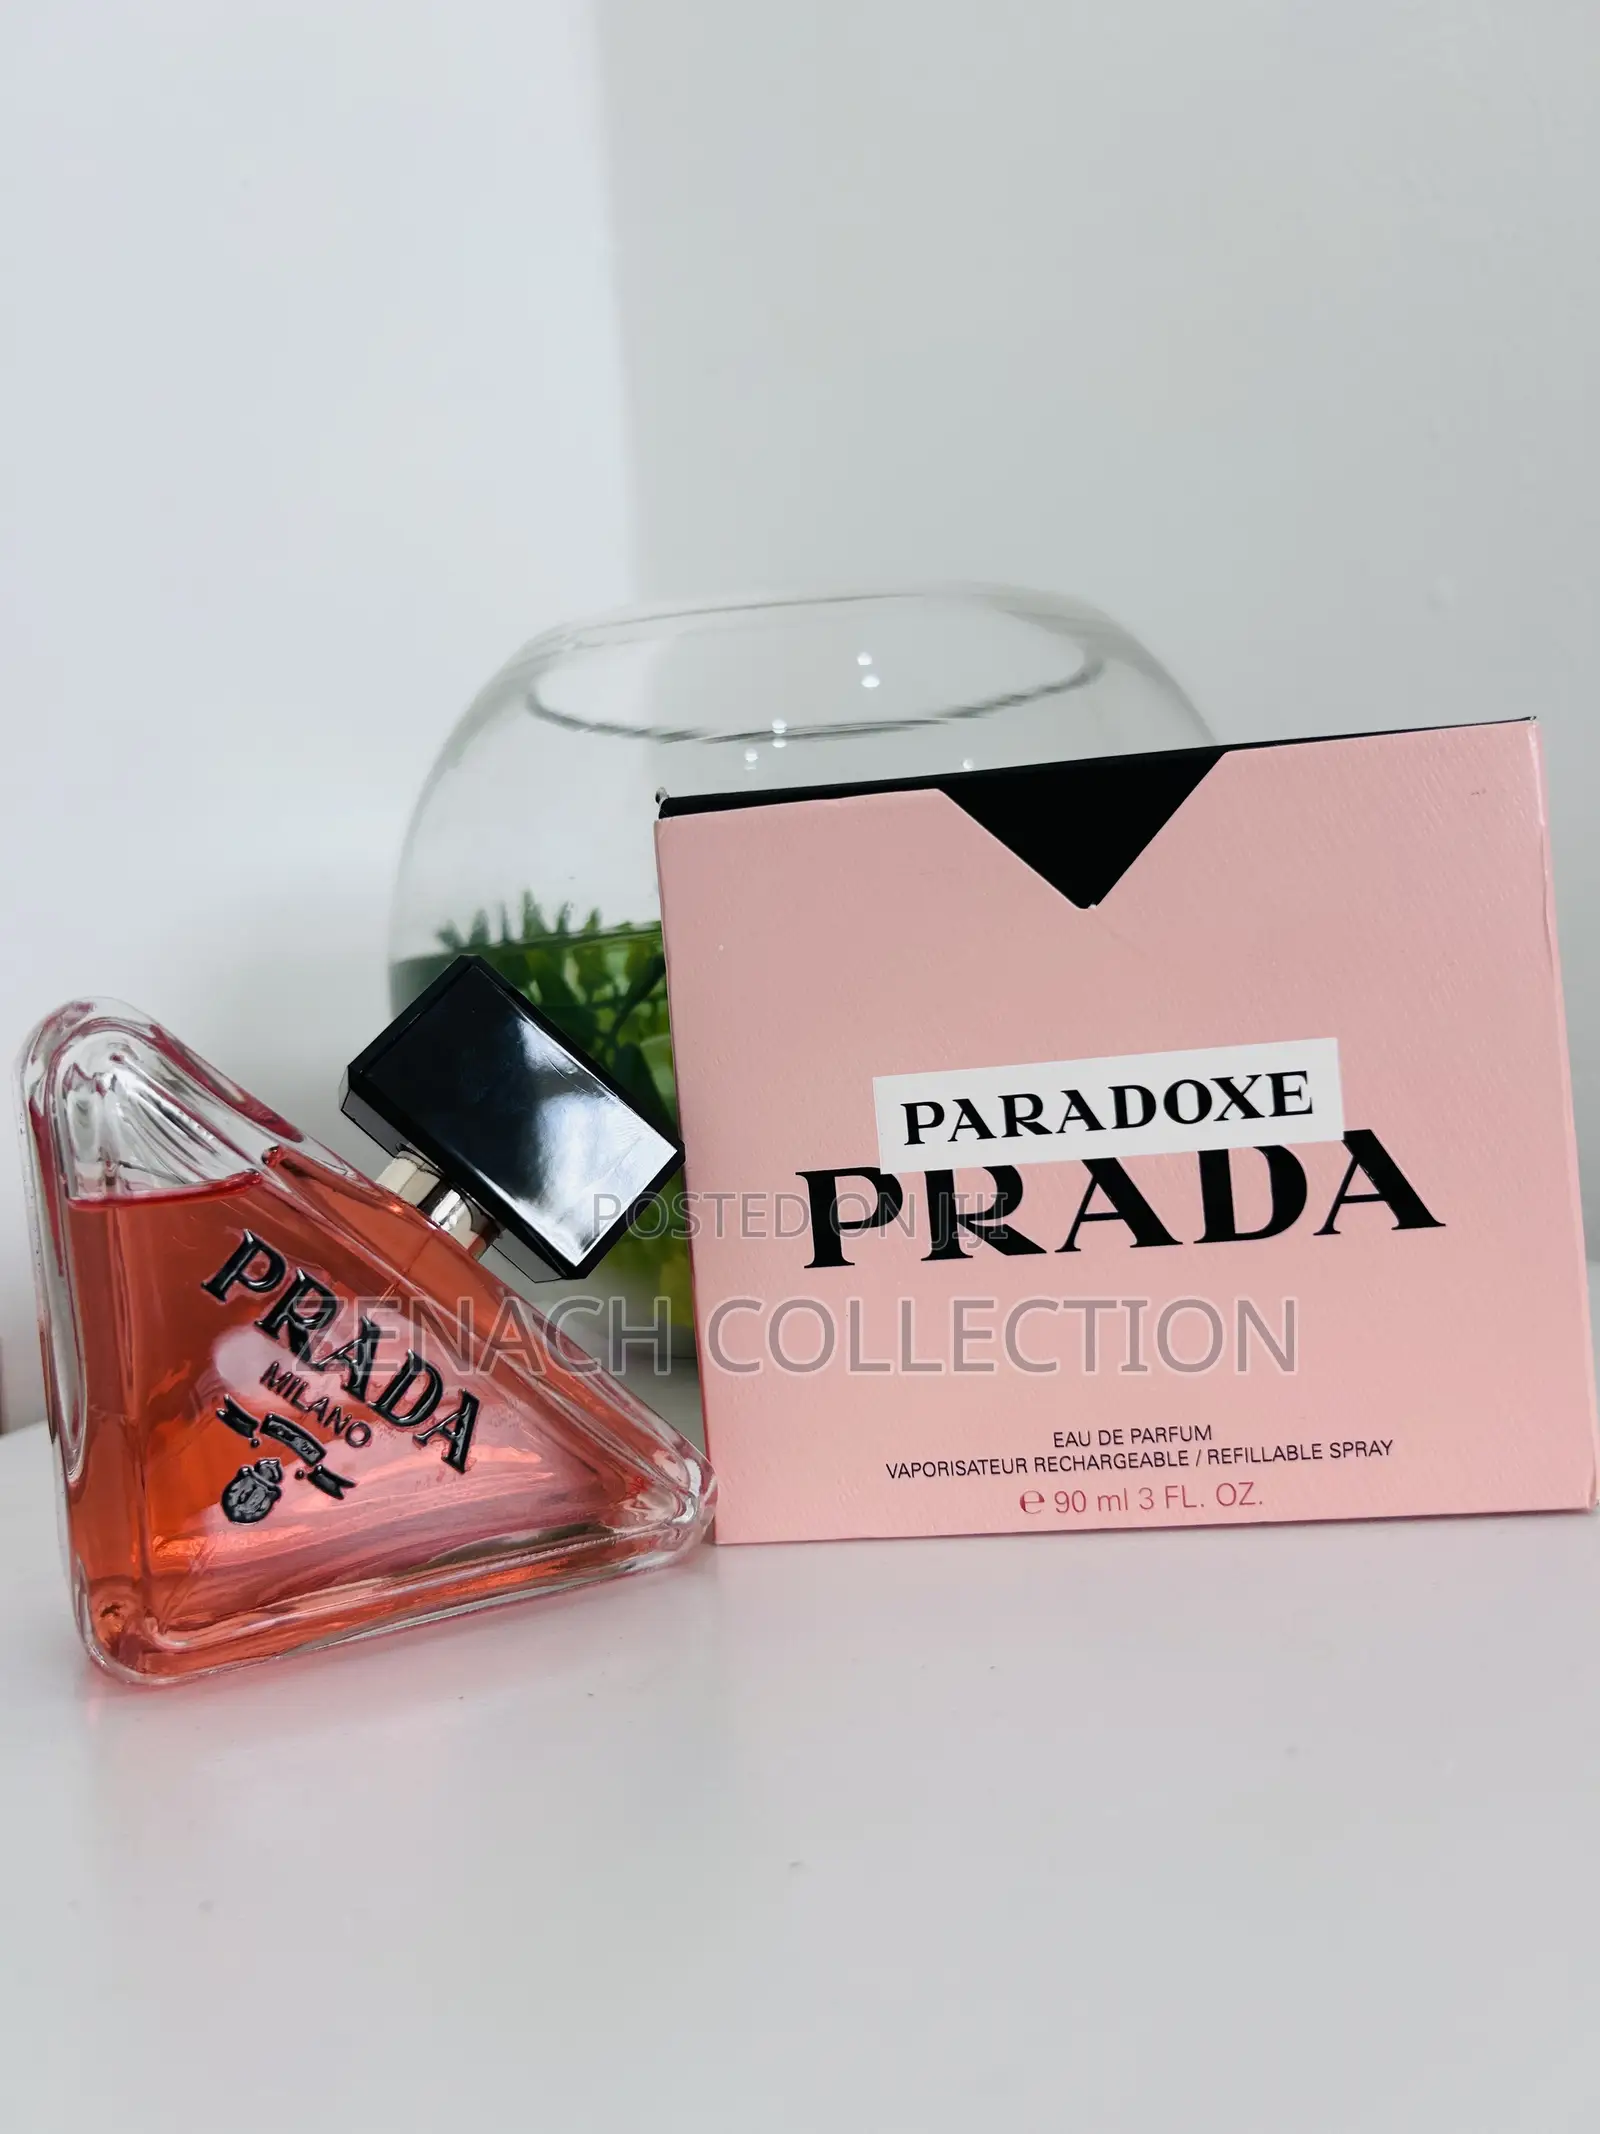 PARADOXE
PRADA
EAU DE PARFUM
VAPORISATEUR RECHARGEABLE / REFILLABLE SPRAY
e 90 ml 3 FL. OZ.
PRADA
MILANO
POSTED ON JIJI
ZENACH COLLECTION